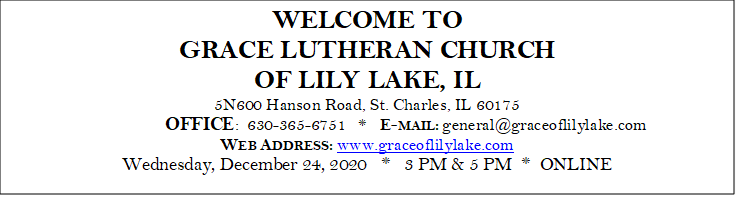 WELCOME TO
GRACE LUTHERAN CHURCH
OF LILY LAKE, IL
5N600 Hanson Road, St. Charles, IL 60175
OFFICE: 630-365-6751 * E-MAIL: general@graceoflilylake.com
WEB ADDRESS: www.graceoflilylake.com
Wednesday, December 24, 2020 * 3 PM & 5 PM * ONLINE